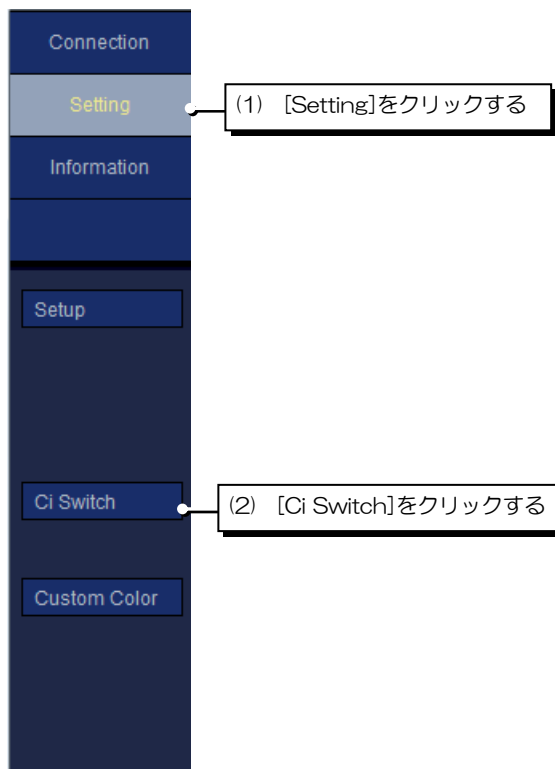 Connection
Setting
(1) [Setting]をクリックする
Information
Setup
Ci Switch
(2) [Ci Switch]をクリックする
Custom Color